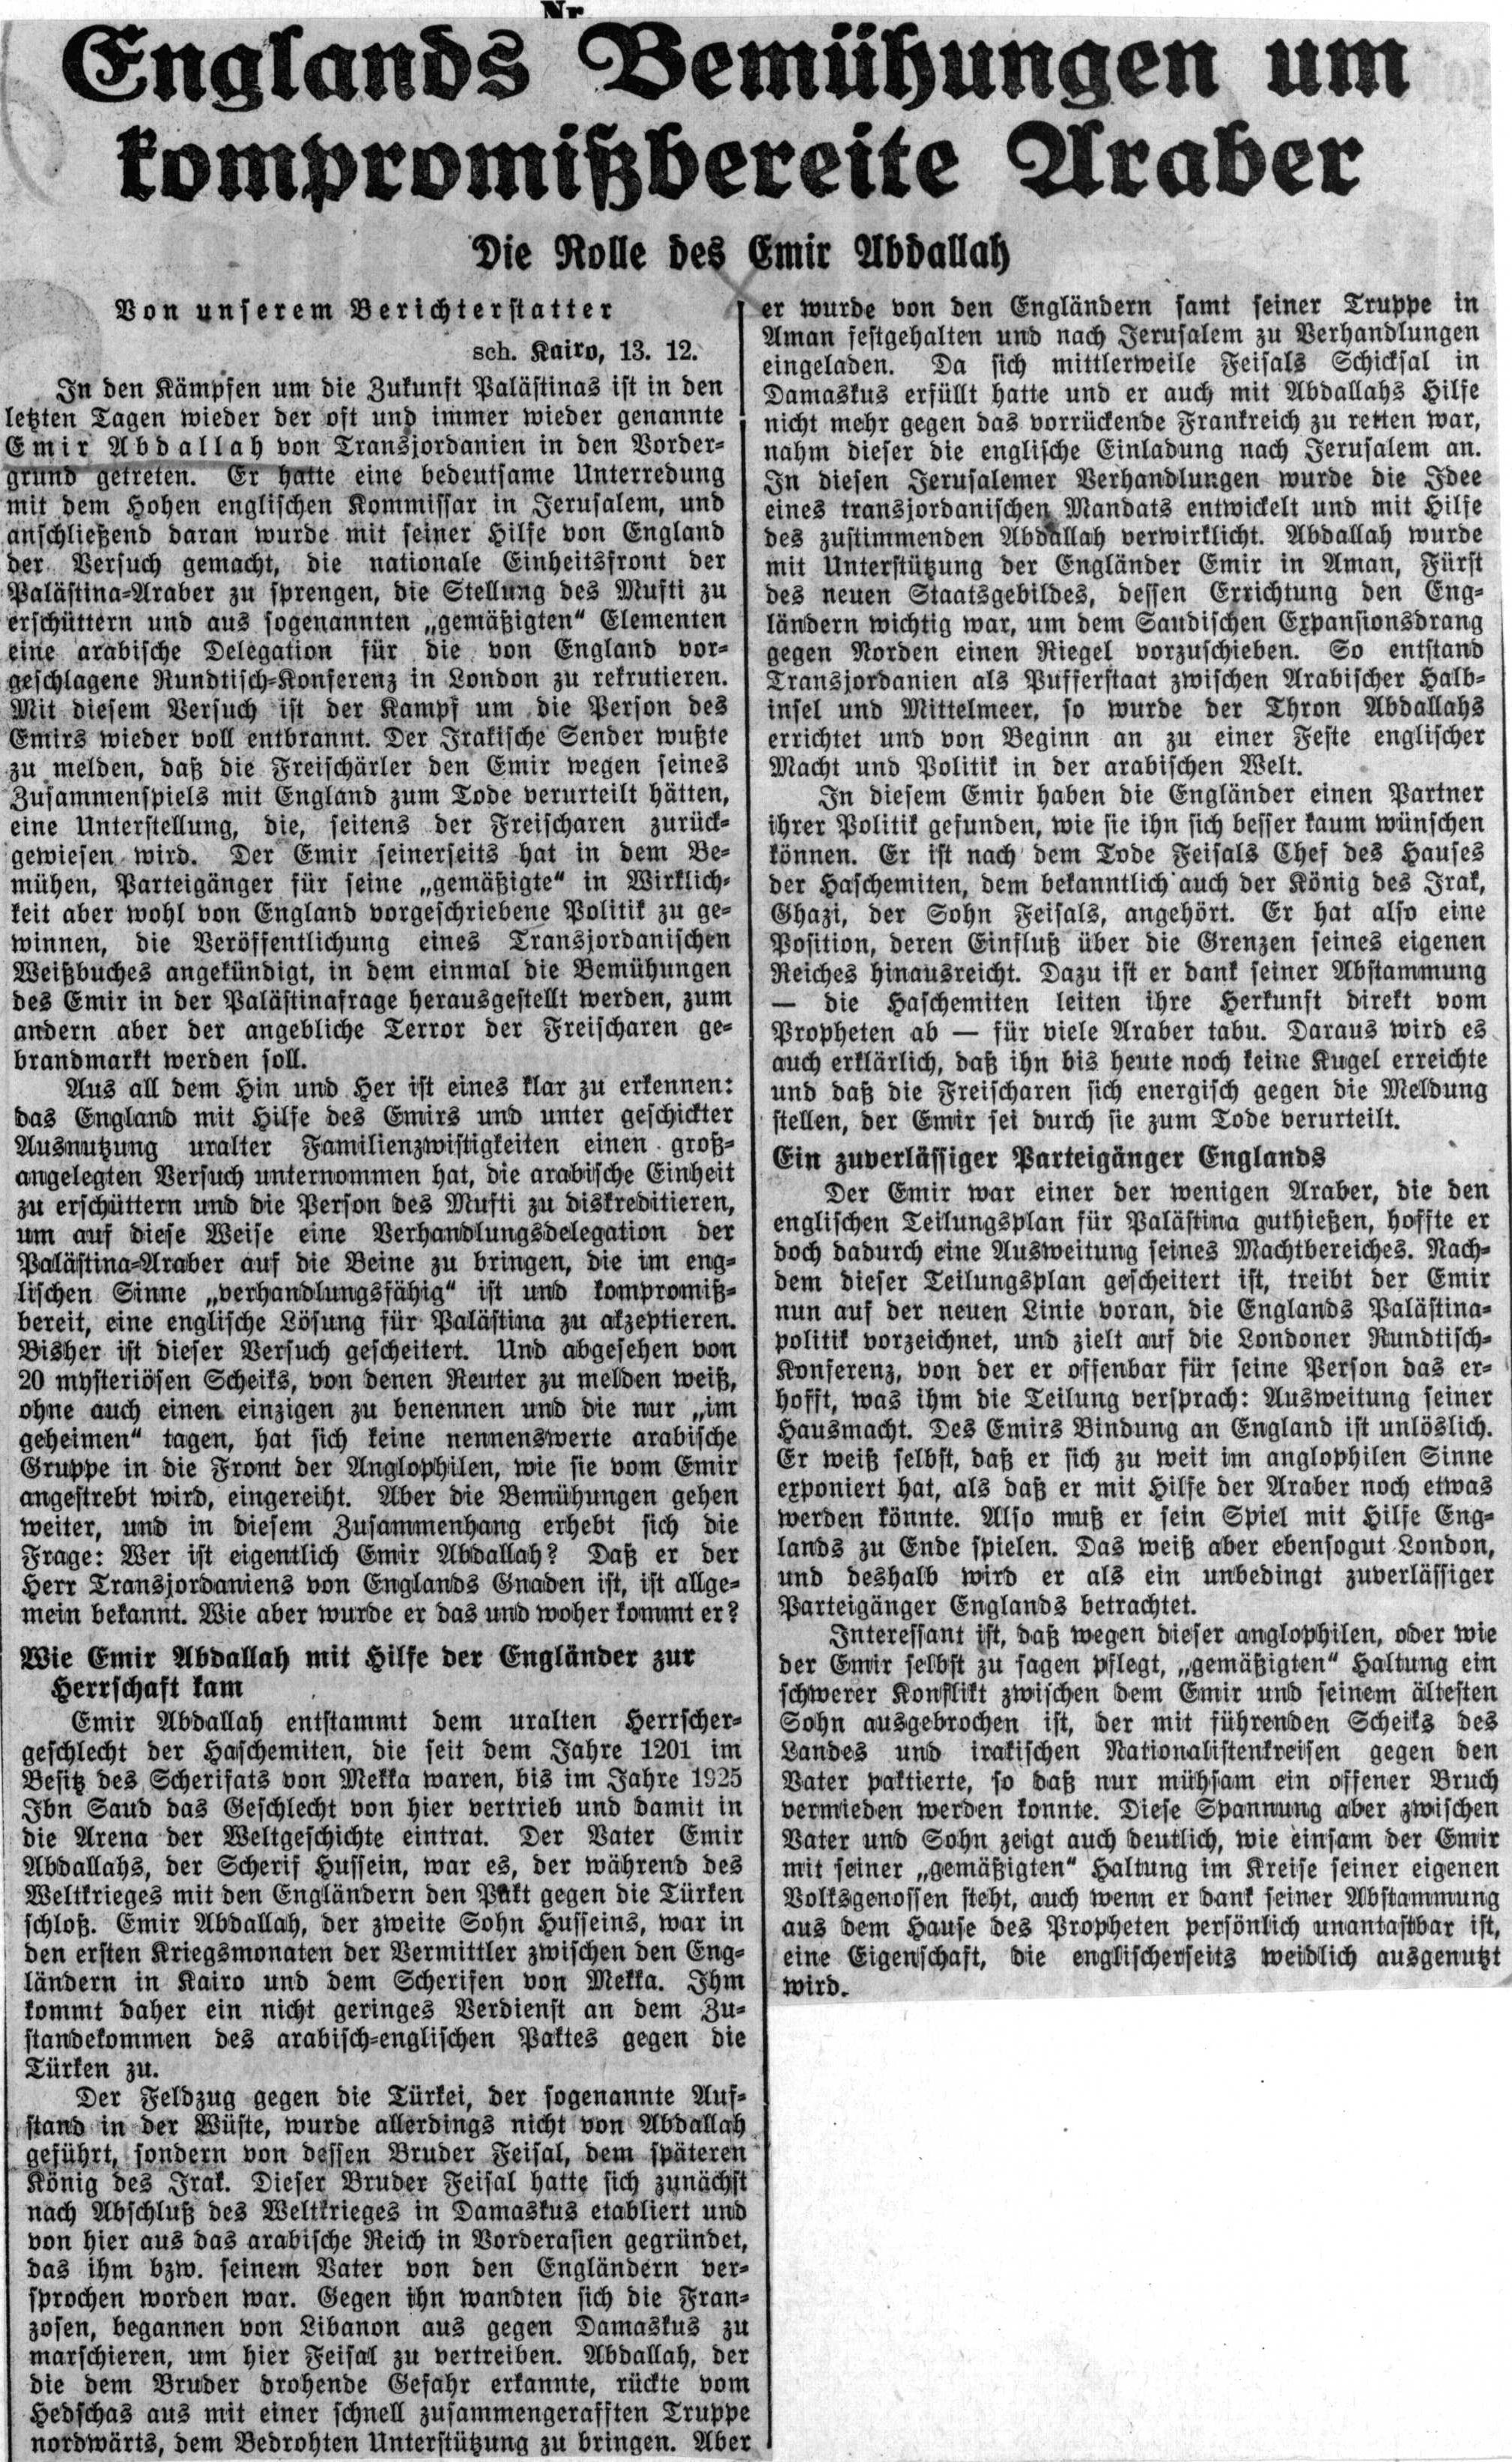 Nr.
Englands Bemühungen um
kompromißbereite Araber
Die Rolle des Emir Abdallah
Von unserem Berichterstatter
sch. Kairo, 13. 12.
In den Kämpfen um die Zukunft Palästinas ist in den
letzten Tagen wieder der oft und immer wieder genannte
Emir Abdallah von Transjordanien in den Vorder-
grund getreten. Er hatte eine bedeutsame Unterredung
mit dem Hohen englischen Kommissar in Jerusalem, und
anschließend daran wurde mit seiner Hilfe von England
der Versuch gemacht, die nationale Einheitsfront der
Palästina-Araber zu sprengen, die Stellung des Mufti zu
erschüttern und aus sogenannten „gemäßigten“ Elementen
eine arabische Delegation für die von England vor-
geschlagene Rundtisch-Konferenz in London zu rekrutieren.
Mit diesem Versuch ist der Kampf um die Person des
Emirs wieder voll entbrannt. Der Irakische Sender wußte
zu melden, daß die Freischärler den Emir wegen seines
Zusammenspiels mit England zum Tode verurteilt hätten,
eine Unterstellung, die, seitens der Freischaren zurück-
gewiesen wird. Der Emir seinerseits hat in dem Be-
mühen, Parteigänger für seine „gemäßigte“ in Wirklich-
keit aber wohl von England vorgeschriebene Politik zu ge-
winnen, die Veröffentlichung eines Transjordanischen
Weißbuches angekündigt, in dem einmal die Bemühungen
des Emir in der Palästinafrage herausgestellt werden, zum
andern aber der angebliche Terror der Freischaren ge-
brandmarkt werden soll.
Aus all dem Hin und Her ist eines klar zu erkennen:
das England mit Hilfe des Emirs und unter geschickter
Ausnutzung uralter Familienzwistigkeiten einen groß-
angelegten Versuch unternommen hat, die arabische Einheit
zu erschüttern und die Person des Mufti zu diskreditieren,
um auf diese Weise eine Verhandlungsdelegation der
Palästina-Araber auf die Beine zu bringen, die im eng-
lischen Sinne „verhandlungsfähig“ ist und kompromiß-
bereit, eine englische Lösung für Palästina zu akzeptieren.
Bisher ist dieser Versuch gescheitert. Und abgesehen von
20 mysteriösen Scheiks, von denen Reuter zu melden weiß,
ohne auch einen einzigen zu benennen und die nur „im
geheimen“ tagen, hat sich keine nennenswerte arabische
Gruppe in die Front der Anglophilen, wie sie vom Emir
angestrebt wird, eingereiht. Aber die Bemühungen gehen
weiter, und in diesem Zusammenhang erhebt sich die
Frage: Wer ist eigentlich Emir Abdallah? Daß er der
Herr Transjordaniens von Englands Gnaden ist, ist allge-
mein bekannt. Wie aber wurde er das und woher kommt er?
Wie Emir Abdallah mit Hilfe der Engländer zur
Herrschaft kam
Emir Abdallah entstammt dem uralten Herrscher-
geschlecht der Haschemiten, die seit dem Jahre 1201 im
Besitz des Scherifats von Mekka waren, bis im Jahre 1925
Ibn Saud das Geschlecht von hier vertrieb und damit in
die Arena der Weltgeschichte eintrat. Der Vater Emir
Abdallahs, der Scherif Hussein, war es, der während des
Weltkrieges mit den Engländern den Pakt gegen die Türken
schloß. Emir Abdallah, der zweite Sohn Husseins, war in
den ersten Kriegsmonaten der Vermittler zwischen den Eng-
ländern in Kairo und dem Scherifen von Mekka. Ihm
kommt daher ein nicht geringes Verdienst an dem Zu-
standekommen des arabisch-englischen Paktes gegen die
Türken zu.
Der Feldzug gegen die Türkei, der sogenannte Auf-
stand in der Wüste, wurde allerdings nicht von Abdallah
geführt, sondern von dessen Bruder Feisal, dem späteren
König des Irak. Dieser Bruder Feisal hatte sich zunächst
nach Abschluß des Weltkrieges in Damaskus etabliert und
von hier aus das arabische Reich in Vorderasien gegründet,
das ihm bzw. seinem Vater von den Engländern ver-
sprochen worden war. Gegen ihn wandten sich die Fran-
zosen, begannen von Libanon aus gegen Damaskus zu
marschieren, um hier Feisal zu vertreiben. Abdallah, der
die dem Bruder drohende Gefahr erkannte, rückte vom
Hedschas aus mit einer schnell zusammengerafften Truppe
nordwärts, dem Bedrohten Unterstützung zu bringen. Aber
er wurde von den Engländern samt seiner Truppe in
Aman festgehalten und nach Jerusalem zu Verhandlungen
eingeladen. Da sich mittlerweile Feisals Schicksal in
Damaskus erfüllt hatte und er auch mit Abdallahs Hilfe
nicht mehr gegen das vorrückende Frankreich zu retten war,
nahm dieser die englische Einladung nach Jerusalem an.
In diesen Jerusalemer Verhandlungen wurde die Idee
eines transjordanischen Mandats entwickelt und mit Hilfe
des zustimmenden Abdallah verwirklicht. Abdallah wurde
mit Unterstützung der Engländer Emir in Aman, Fürst
des neuen Staatsgebildes, dessen Errichtung den Eng-
ländern wichtig war, um dem Saudischen Expansionsdrang
gegen Norden einen Riegel vorzuschieben. So entstand
Transjordanien als Pufferstaat zwischen Arabischer Halb-
insel und Mittelmeer, so wurde der Thron Abdallahs
errichtet und von Beginn an zu einer Feste englischer
Macht und Politik in der arabischen Welt.
In diesem Emir haben die Engländer einen Partner
ihrer Politik gefunden, wie sie ihn sich besser kaum wünschen
können. Er ist nach dem Tode Feisals Chef des Hauses
der Haschemiten, dem bekanntlich auch der König des Irak,
Ghazi, der Sohn Feisals, angehört. Er hat also eine
Position, deren Einfluß über die Grenzen seines eigenen
Reiches hinausreicht. Dazu ist er dank seiner Abstammung
— die Haschemiten leiten ihre Herkunft direkt vom
Propheten ab — für viele Araber tabu. Daraus wird es
auch erklärlich, daß ihn bis heute noch keine Kugel erreichte
und daß die Freischaren sich energisch gegen die Meldung
stellen, der Emir sei durch sie zum Tode verurteilt.
Ein zuverlässiger Parteigänger Englands
Der Emir war einer der wenigen Araber, die den
englischen Teilungsplan für Palästina guthießen, hoffte er
doch dadurch eine Ausweitung seines Machtbereiches. Nach-
dem dieser Teilungsplan gescheitert ist, treibt der Emir
nun auf der neuen Linie voran, die Englands Palästina-
politik vorzeichnet, und zielt auf die Londoner Rundtisch-
Konferenz, von der er offenbar für seine Person das er-
hofft, was ihm die Teilung versprach: Ausweitung seiner
Hausmacht. Des Emirs Bindung an England ist unlöslich.
Er weiß selbst, daß er sich zu weit im anglophilen Sinne
exponiert hat, als daß er mit Hilfe der Araber noch etwas
werden könnte. Also muß er sein Spiel mit Hilfe Eng-
lands zu Ende spielen. Das weiß aber ebensogut London,
und deshalb wird er als ein unbedingt zuverlässiger
Parteigänger Englands betrachtet.
Interessant ist, daß wegen dieser anglophilen, oder wie
der Emir selbst zu sagen pflegt, „gemäßigten“ Haltung ein
schwerer Konflikt zwischen dem Emir und seinem ältesten
Sohn ausgebrochen ist, der mit führenden Scheiks des
Landes und irakischen Nationalistenkreisen gegen den
Vater paktierte, so daß nur mühsam ein offener Bruch
vermieden werden konnte. Diese Spannung aber zwischen
Vater und Sohn zeigt auch deutlich, wie einsam der Emir
mit seiner „gemäßigten“ Haltung im Kreise seiner eigenen
Volksgenossen steht, auch wenn er dank seiner Abstammung
aus dem Hause des Propheten persönlich unantastbar ist,
eine Eigenschaft, die englischerseits weidlich ausgenutzt
wird.